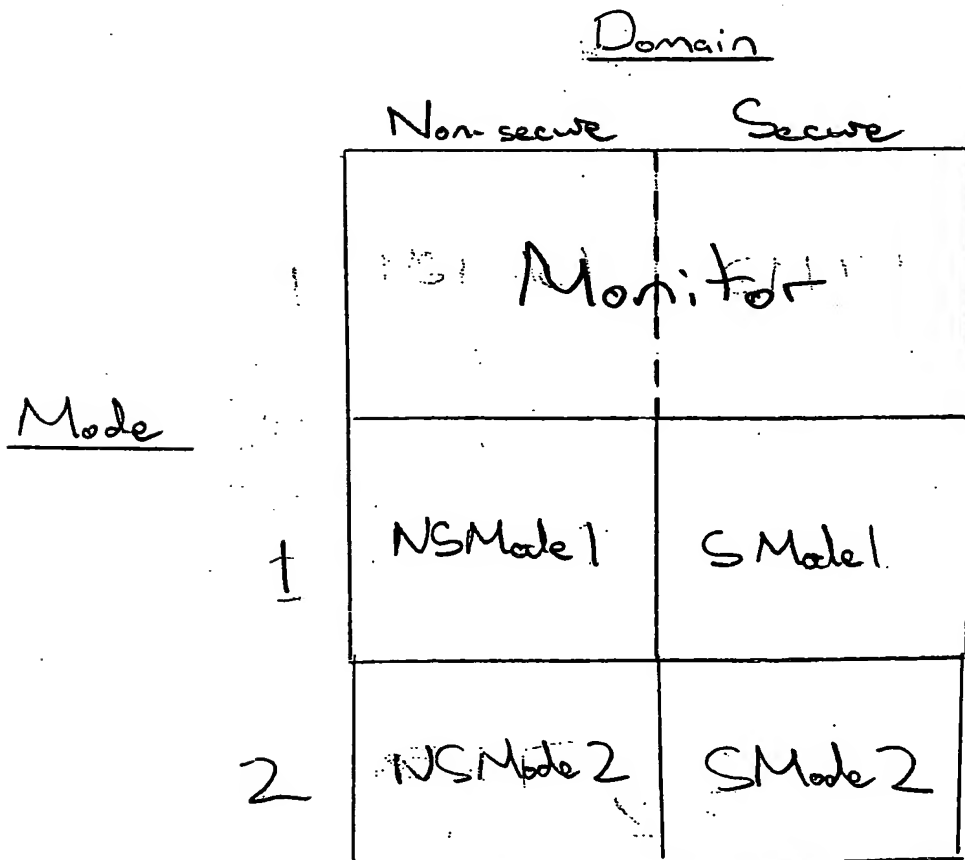 Domain
Non-secure Secure
Monitor
Mode
1 NSMode1 SMode1
2 NSMode2 SMode2